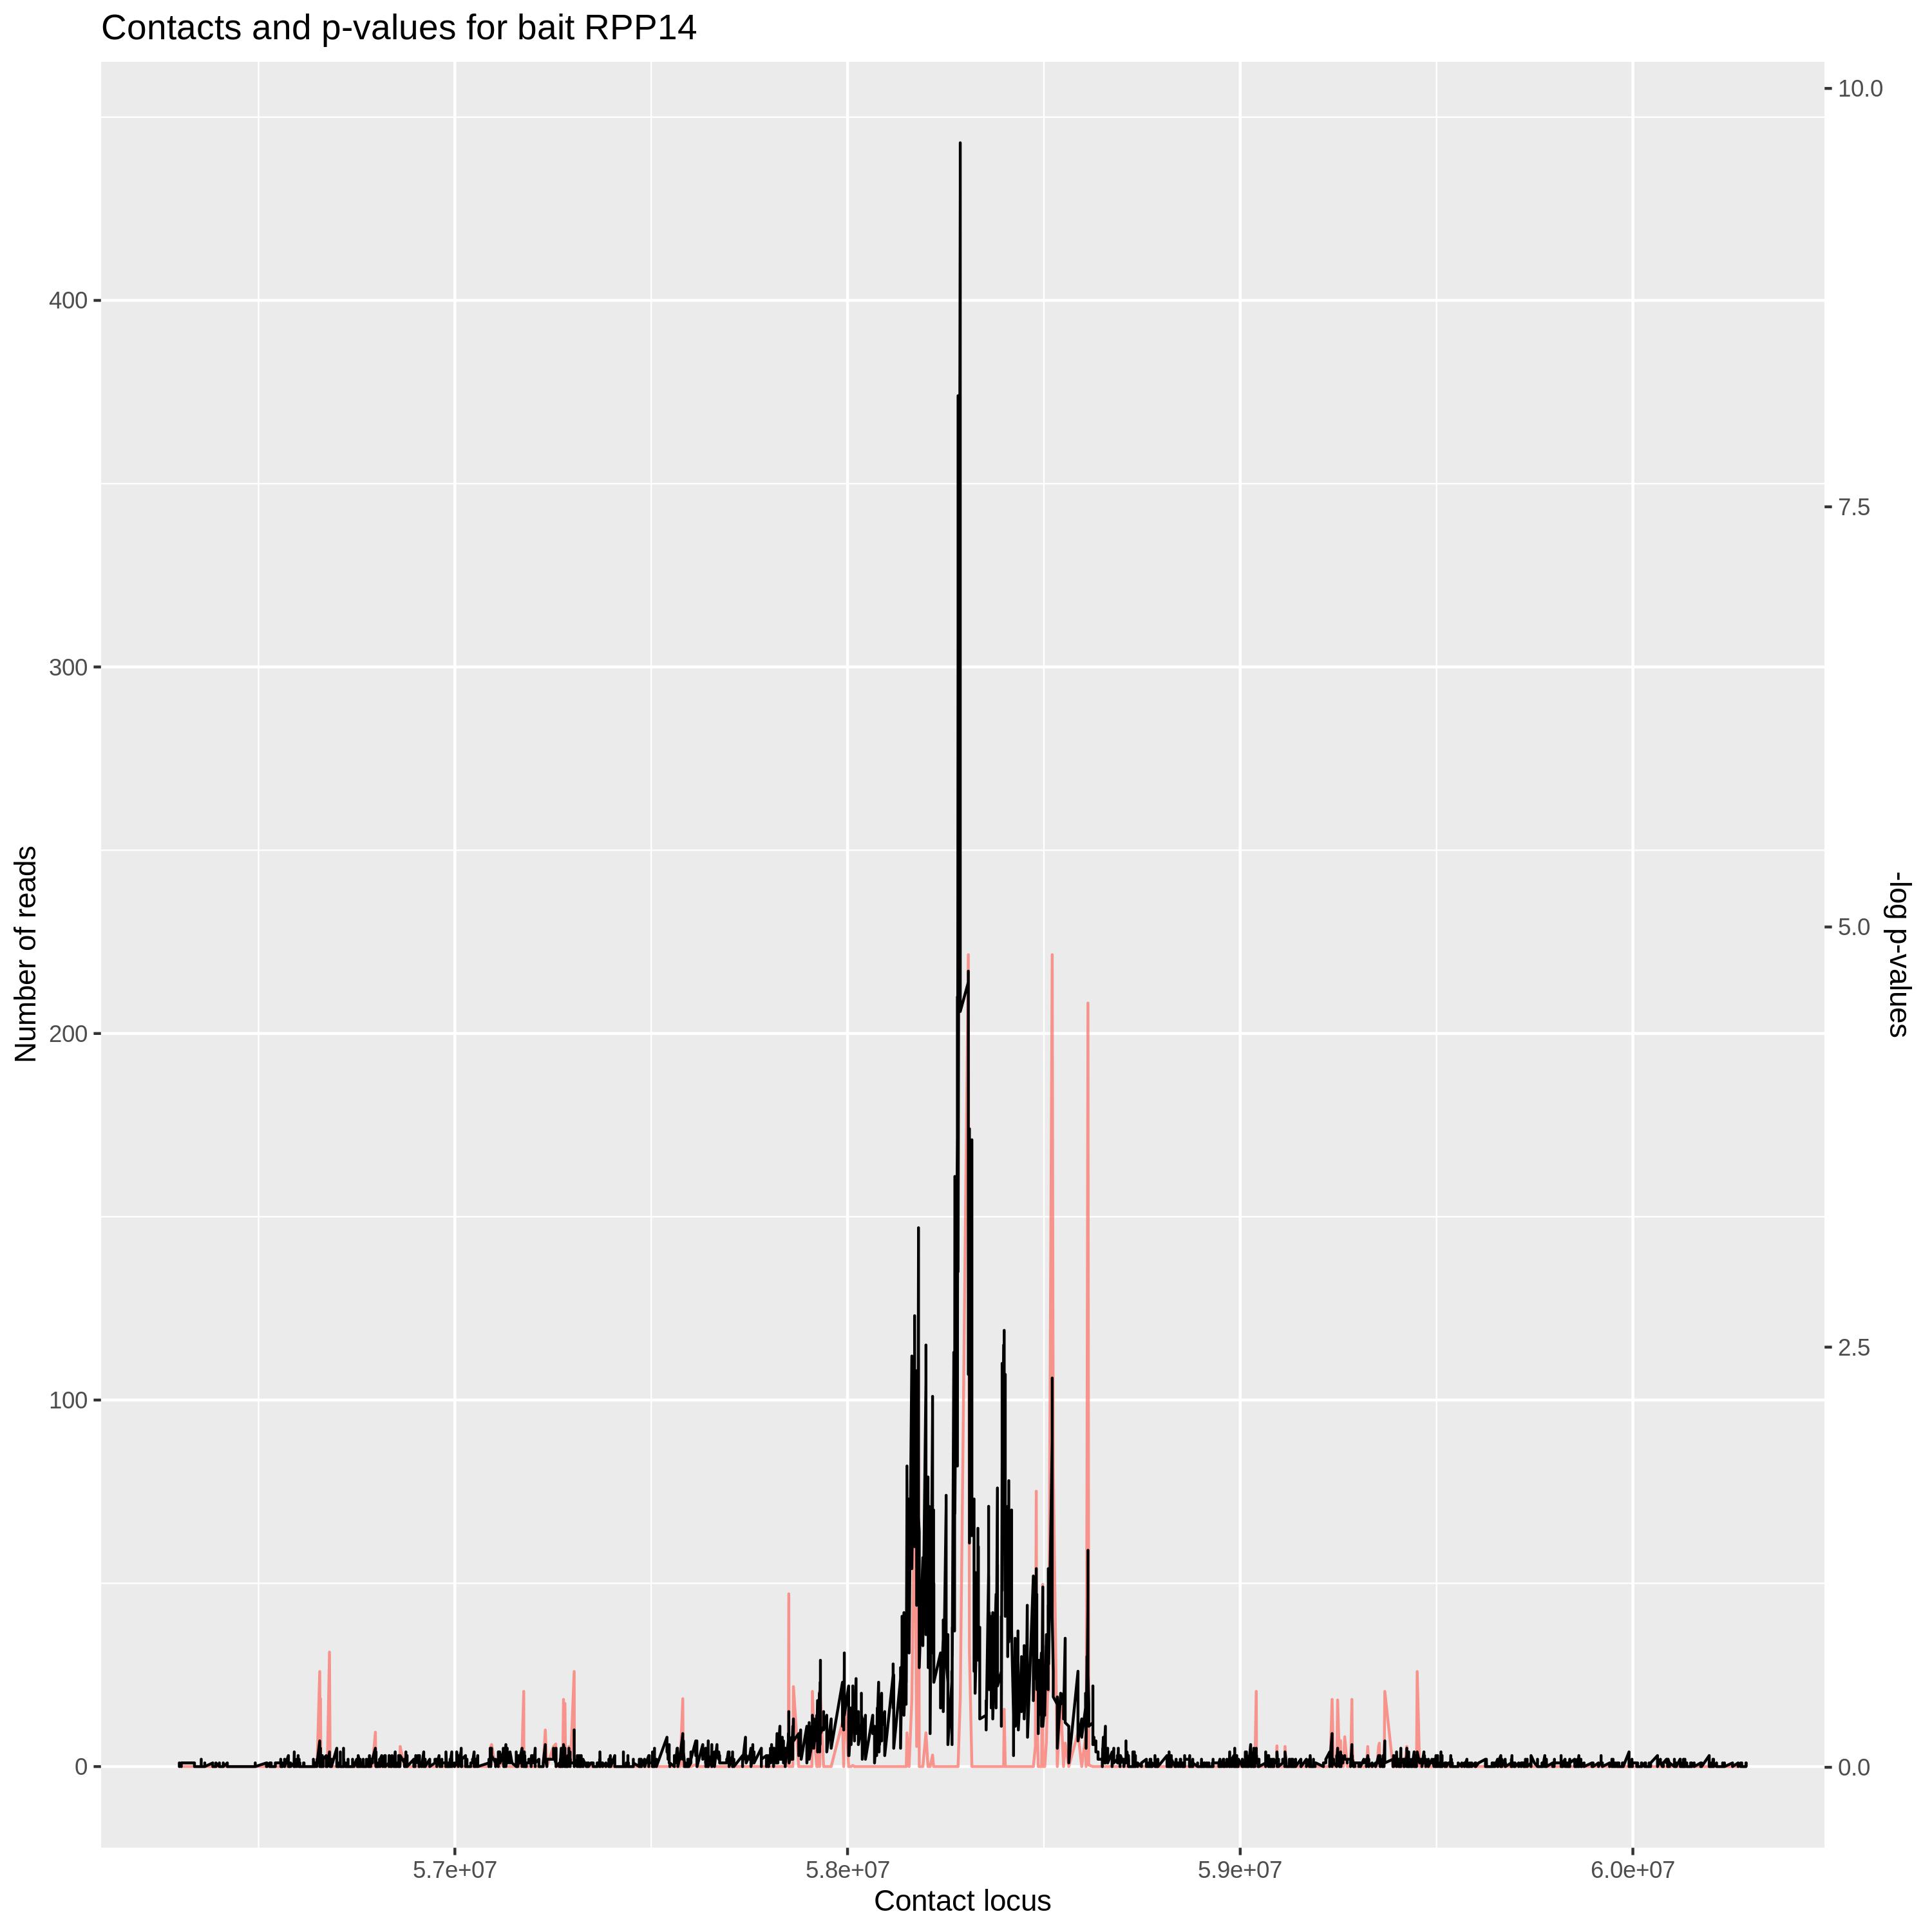 Contacts and p-values for bait RPP14
10.0
400
7.5
300
Number of reads
-log p-values
5.0
200
2.5
100
0
0.0
5.7e+07
5.8e+07
5.9e+07
6.0e+07
Contact locus